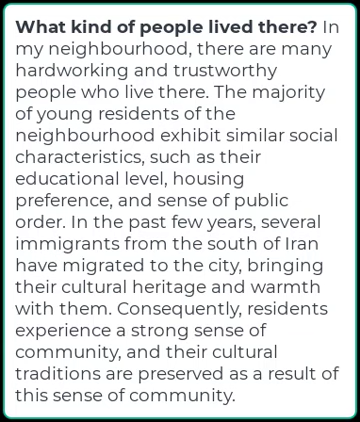 What kind of people lived there? In
my neighbourhood, there are many
hardworking and trustworthy
people who live there. The majority
of young residents of the
neighbourhood exhibit similar social
characteristics, such as their
educational level, housing
preference, and sense of public
order. In the past few years, several
immigrants from the south of Iran
have migrated to the city, bringing
their cultural heritage and warmth
with them. Consequently, residents
experience a strong sense of
community, and their cultural
traditions are preserved as a result of
this sense of community.